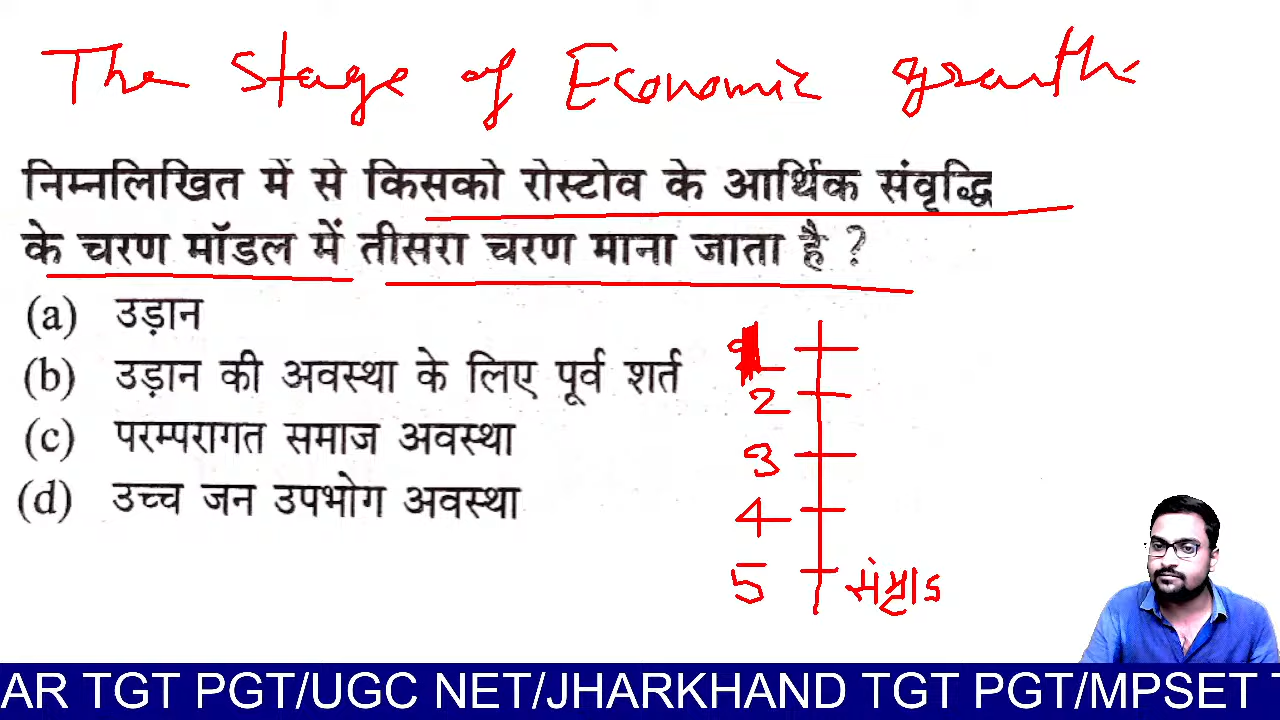 The Stage of Economic growth
निम्नलिखित में से किसको रोस्टोव के आर्थिक संवृद्धि
के चरण मॉडल में तीसरा चरण माना जाता है ?
(a) उड़ान
(b) उड़ान की अवस्था के लिए पूर्व शर्त
(c) परम्परागत समाज अवस्था
(d) उच्च जन उपभोग अवस्था
1
2
3
4
5
AR TGT PGT/UGC NET/JHARKHAND TGT PGT/MPSET T